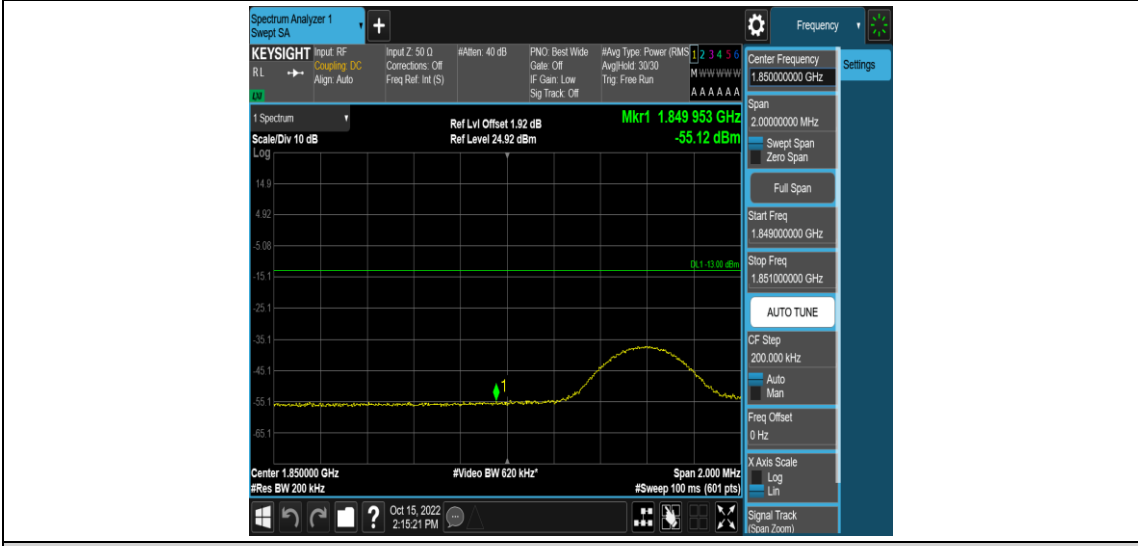 Spectrum Analyzer 1
Swept SA
+
Frequency
KEYSIGHT
RL
Input: RF
Coupling: DC
Align: Auto
Input Z: 50 Ω
Corrections: Off
Freq Ref: Int (S)
#Atten: 40 dB
PNO: Best Wide
Gate: Off
IF Gain: Low
Sig Track: Off
#Avg Type: Power (RMS
Avg|Hold: 30/30
Trig: Free Run
1 2 3 4 5 6
M W W W W W
A A A A A A
1 Spectrum
Scale/Div 10 dB
Log
Ref Lvl Offset 1.92 dB
Ref Level 24.92 dBm
Mkr1 1.849 953 GHz
-55.12 dBm
14.9
4.92
-5.08
DL1 -13.00 dBm
-15.1
-25.1
-35.1
-45.1
1
-55.1
-65.1
Center 1.850000 GHz
#Res BW 200 kHz
#Video BW 620 kHz*
Span 2.000 MHz
#Sweep 100 ms (601 pts)
?
Oct 15, 2022
2:15:21 PM
Center Frequency
1.850000000 GHz
Settings
Span
2.00000000 MHz
Swept Span
Zero Span
Full Span
Start Freq
1.849000000 GHz
Stop Freq
1.851000000 GHz
AUTO TUNE
CF Step
200.000 kHz
Auto
Man
Freq Offset
0 Hz
X Axis Scale
Log
Lin
Signal Track
(Span Zoom)